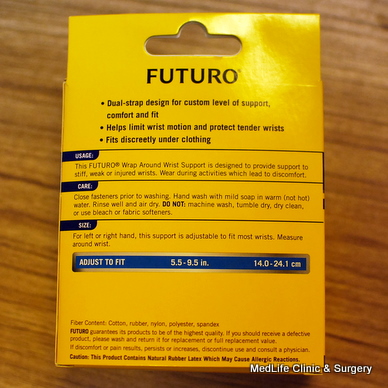 FUTURO®
• Dual-strap design for custom level of support,
comfort and fit
• Helps limit wrist motion and protect tender wrists
• Fits discreetly under clothing
USAGE:
This FUTURO® Wrap Around Wrist Support is designed to provide support to
stiff, weak or injured wrists. Wear during activities which lead to discomfort.
CARE:
Close fasteners prior to washing. Hand wash with mild soap in warm (not hot)
water. Rinse well and air dry. DO NOT: machine wash, tumble dry, dry clean,
or use bleach or fabric softeners.
SIZE:
For left or right hand, this support is adjustable to fit most wrists. Measure
around wrist.
ADJUST TO FIT 5.5-9.5 in. 14.0-24.1 cm
Fiber Content: Cotton, rubber, nylon, polyester, spandex
FUTURO guarantees its products to be of the highest quality. If you should receive a defective
product, please wash and return it for replacement or full replacement value.
If discomfort or pain results, persists or increases, discontinue use and consult a physician.
Caution: This Product Contains Natural Rubber Latex Which May Cause Allergic Reactions.
MedLife Clinic & Surgery